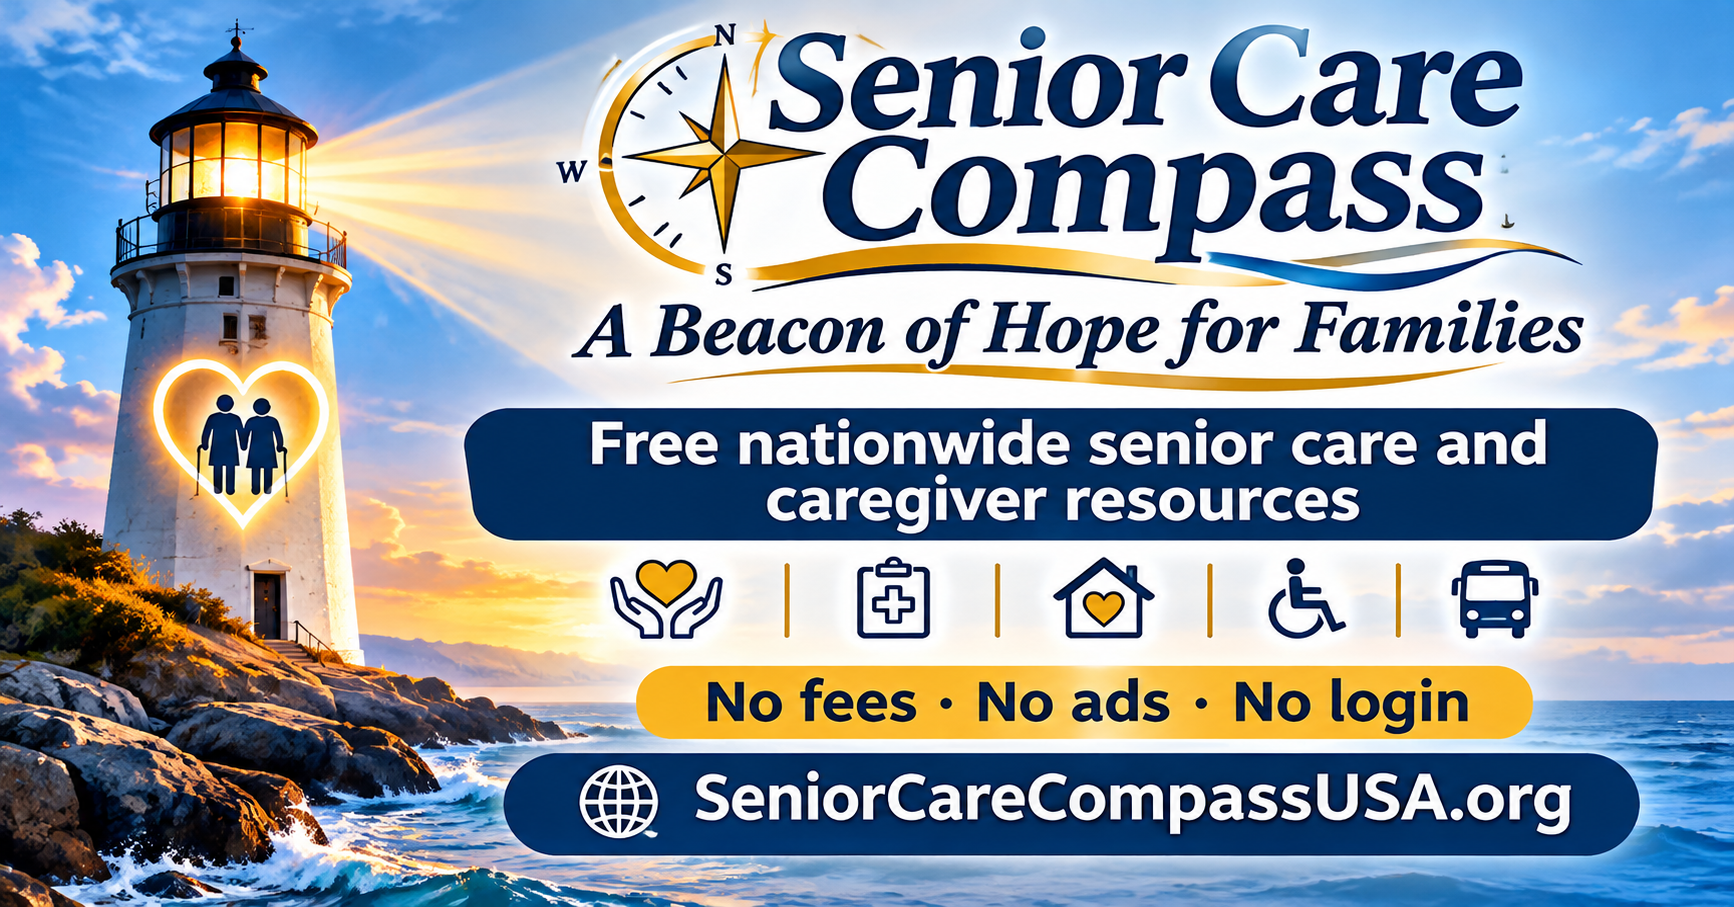 N
W
S
Senior Care
Compass
A Beacon of Hope for Families
Free nationwide senior care and
caregiver resources
No fees · No ads · No login
SeniorCareCompassUSA.org